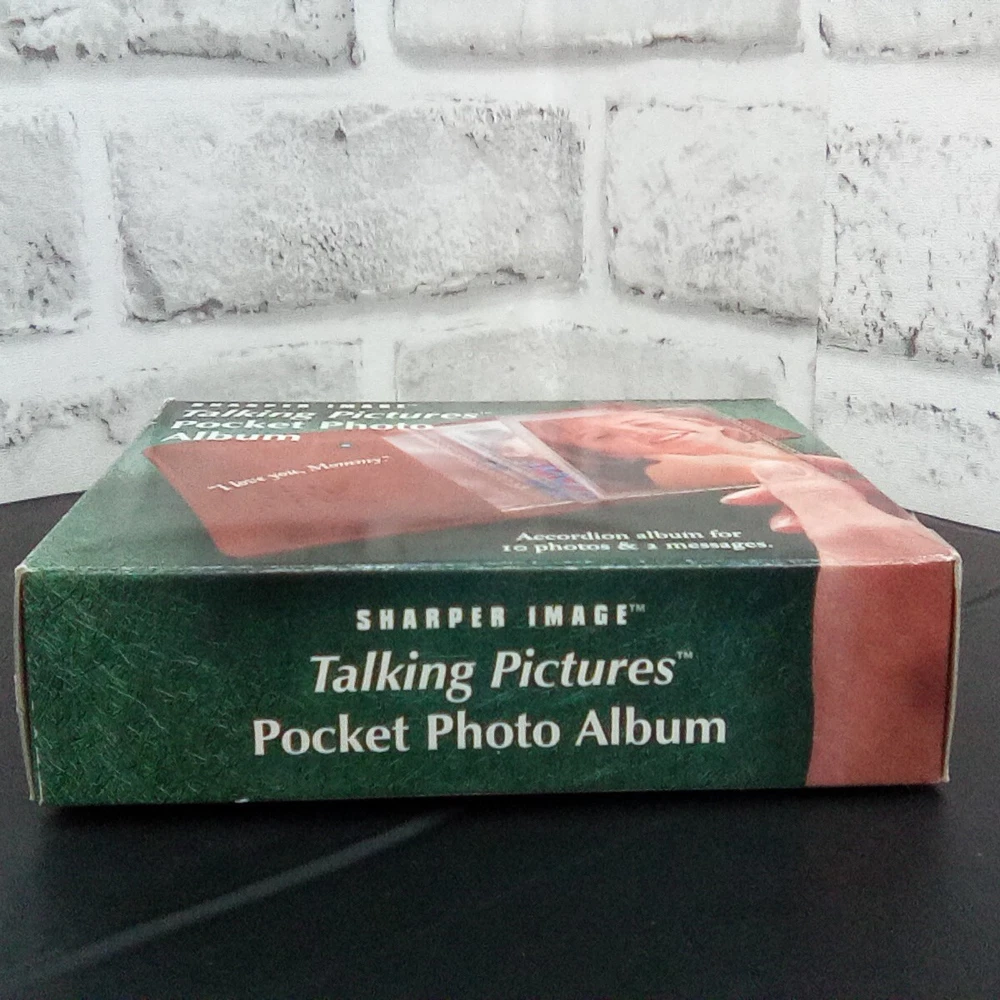 SHARPER IMAGE™
Talking Pictures™
Pocket Photo
Album
"I love you, Mommy."
Accordion album for
10 photos & 2 messages.
SHARPER IMAGE™
Talking Pictures™
Pocket Photo Album